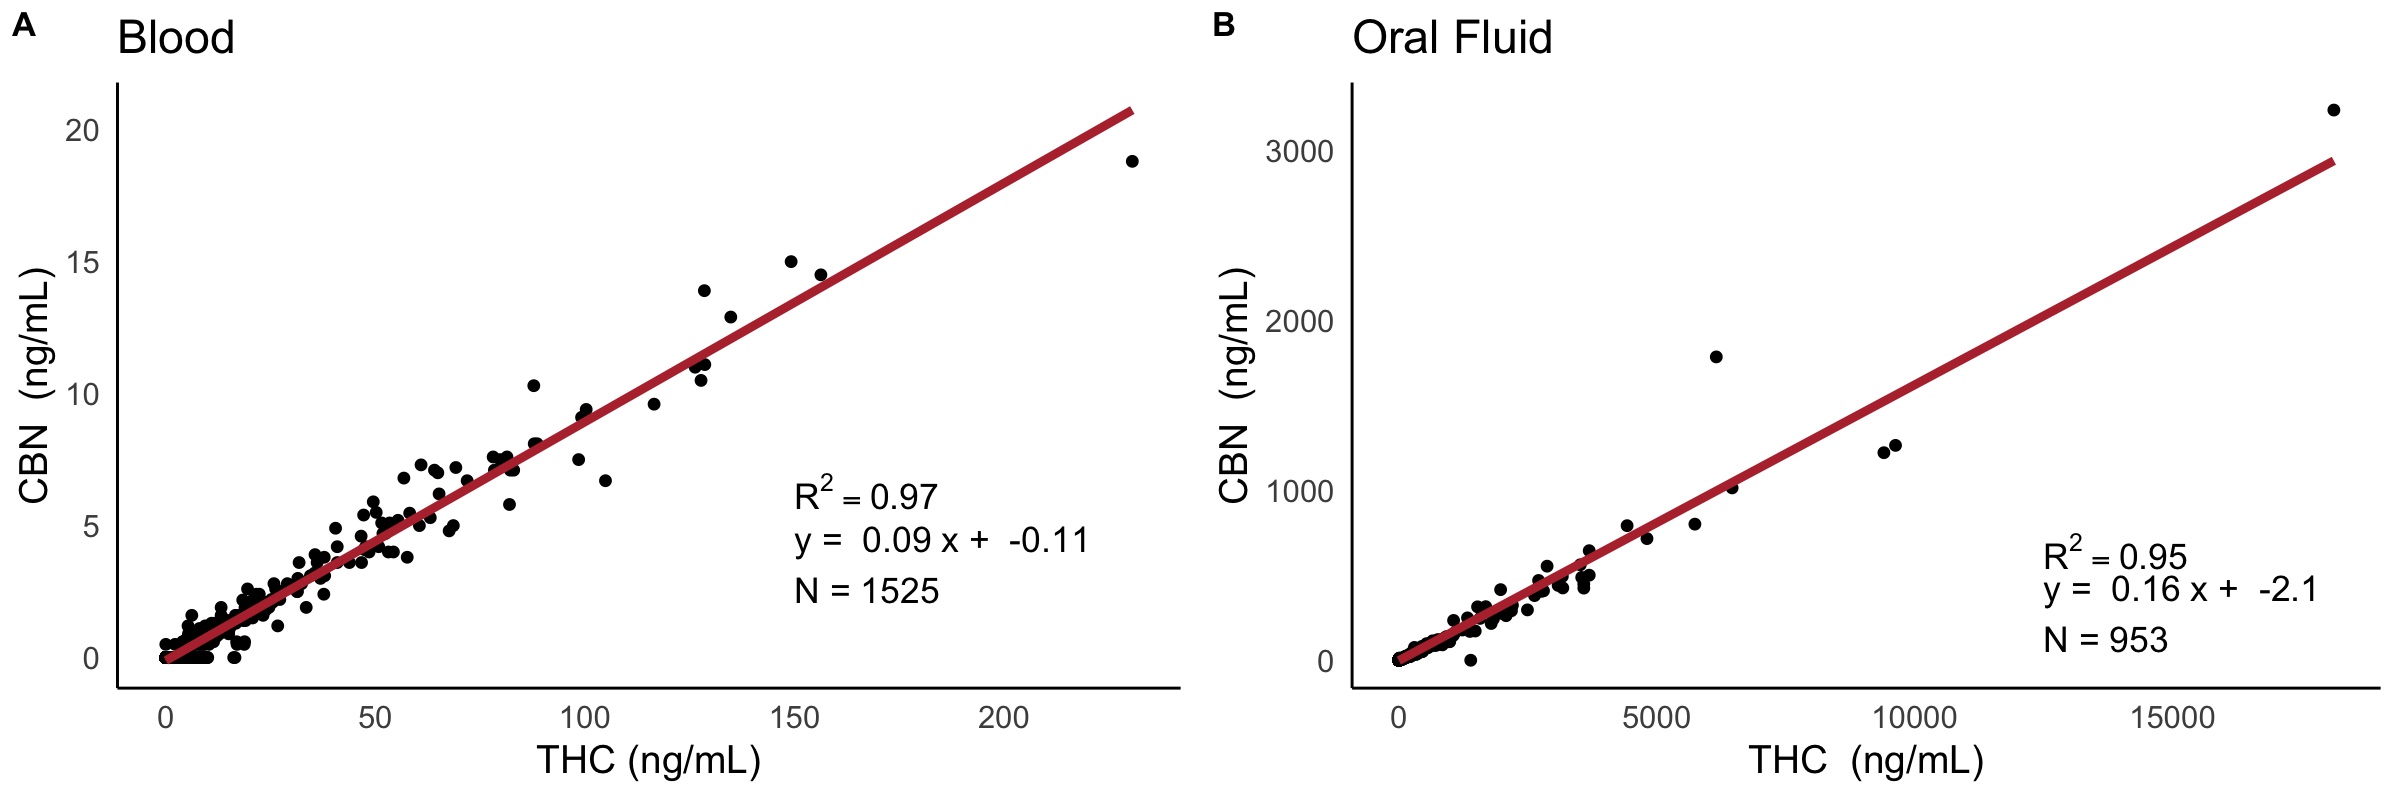 A
Blood
20
15
10
5
0
CBN (ng/mL)
R² = 0.97
y = 0.09 x + -0.11
N = 1525
0 50 100 150 200
THC (ng/mL)
B
Oral Fluid
3000
2000
1000
0
CBN (ng/mL)
R² = 0.95
y = 0.16 x + -2.1
N = 953
0 5000 10000 15000
THC (ng/mL)